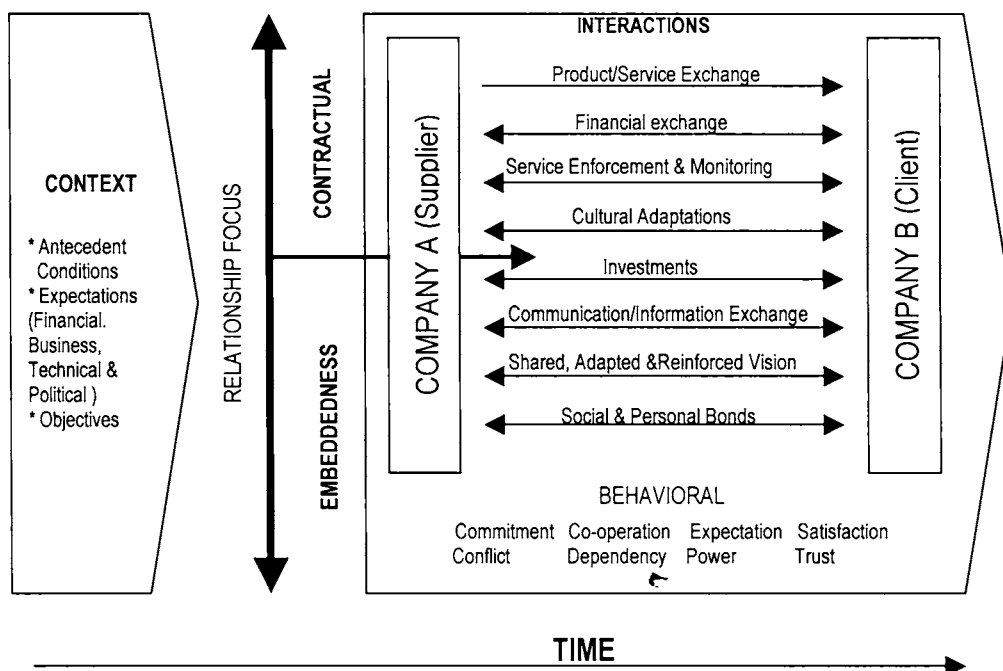 CONTEXT
* Antecedent
Conditions
* Expectations
(Financial.
Business,
Technical &
Political )
* Objectives
RELATIONSHIP FOCUS
CONTRACTUAL
EMBEDDEDNESS
INTERACTIONS
COMPANY A (Supplier)
Product/Service Exchange
Financial exchange
Service Enforcement & Monitoring
Cultural Adaptations
Investments
Communication/Information Exchange
Shared, Adapted &Reinforced Vision
Social & Personal Bonds
COMPANY B (Client)
BEHAVIORAL
Commitment Co-operation Expectation Satisfaction
Conflict Dependency Power Trust
TIME